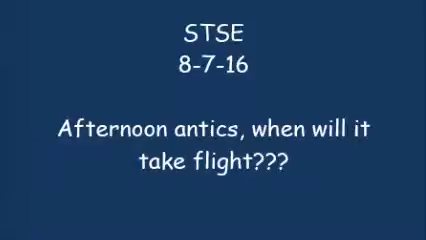 STSE
8-7-16
Afternoon antics, when will it
take flight???